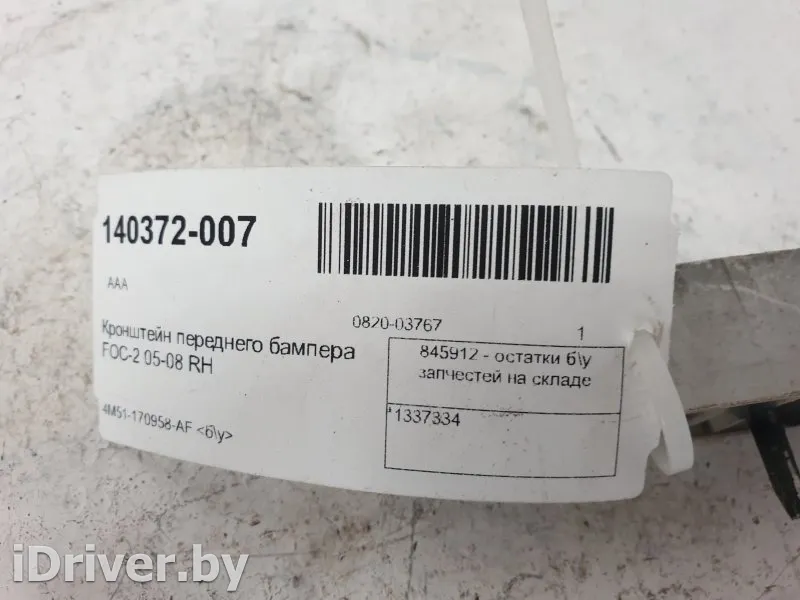 140372-007
AAA
0820-03767
1
Кронштейн переднего бампера
FOC-2 05-08 RH
845912 - остатки б\у
запчестей на складе
4M51-170958-AF <б\у>
*1337334
iDriver.by